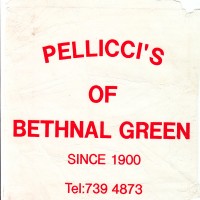 PELLICCI'S
OF
BETHNAL GREEN
SINCE 1900
Tel:739 4873